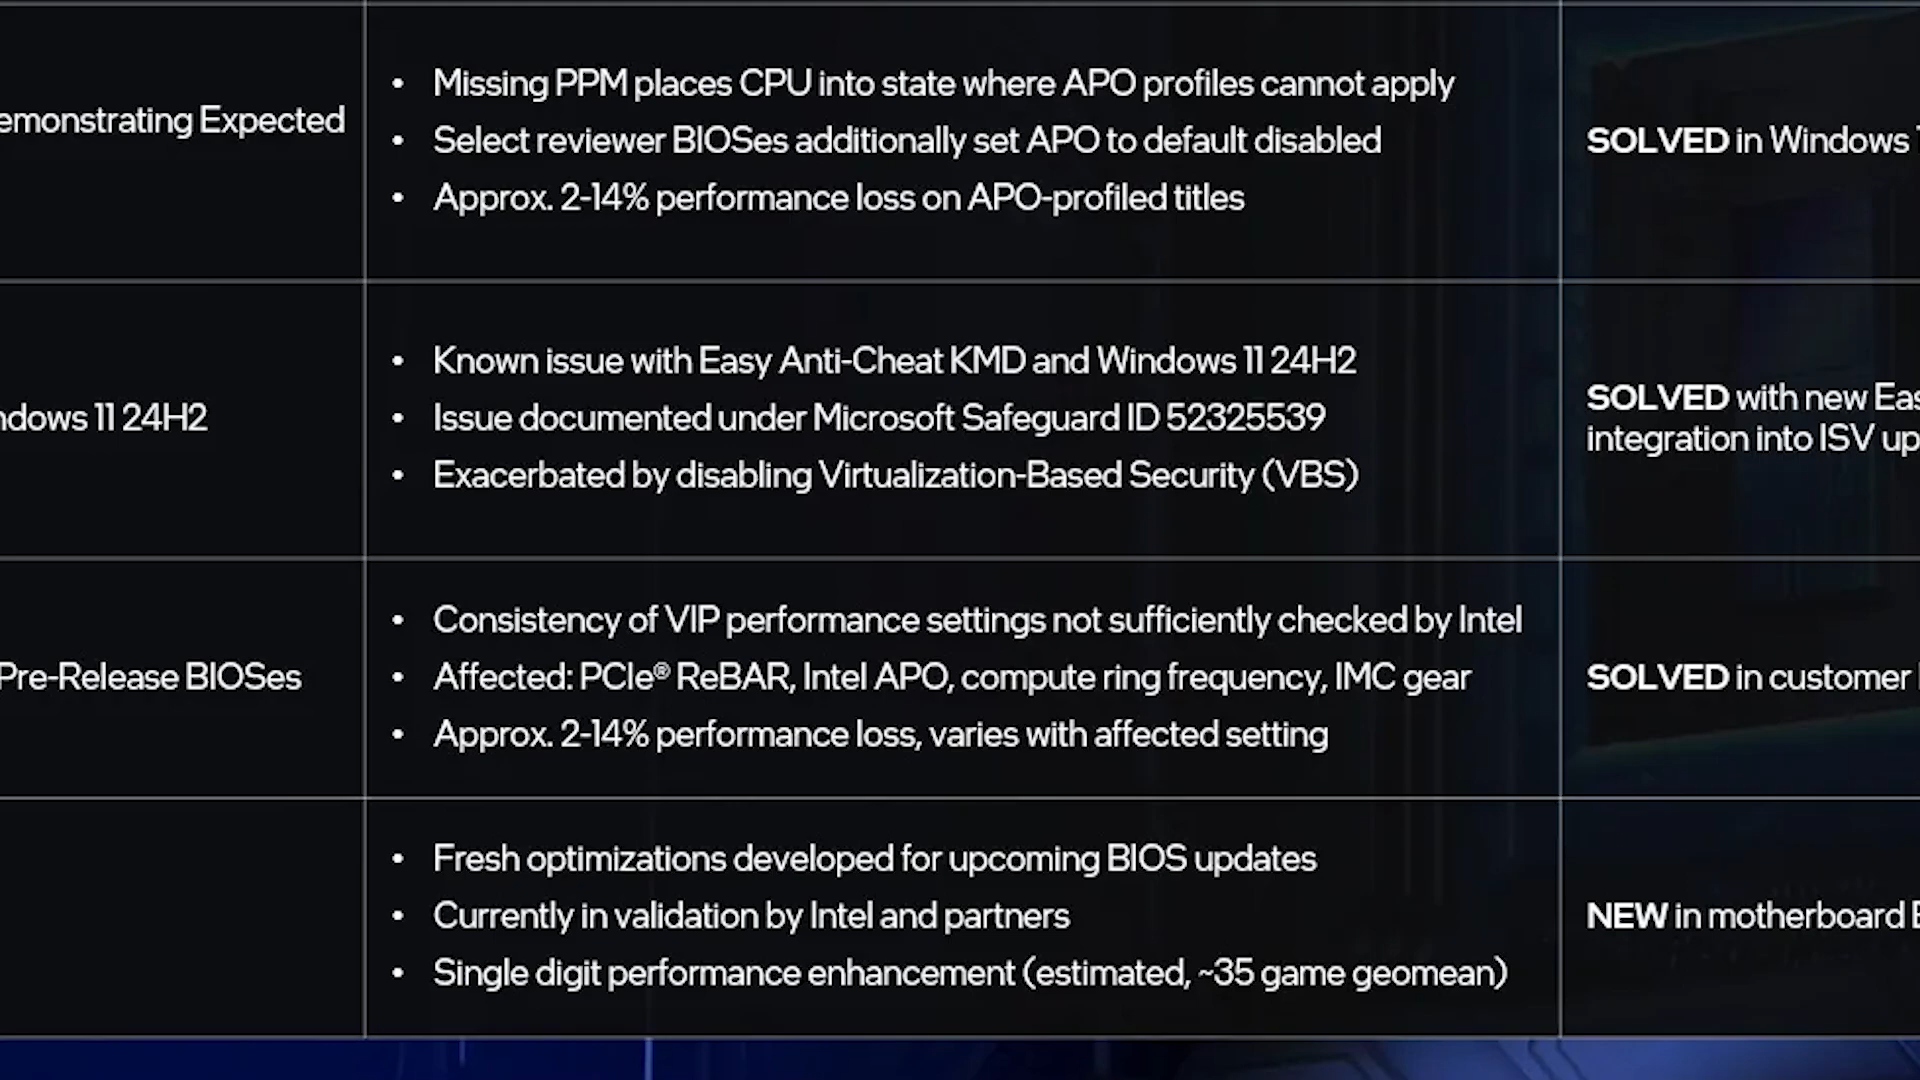 emonstrating Expected
• Missing PPM places CPU into state where APO profiles cannot apply
• Select reviewer BIOSes additionally set APO to default disabled
• Approx. 2-14% performance loss on APO-profiled titles
SOLVED in Windows
ndows 11 24H2
• Known issue with Easy Anti-Cheat KMD and Windows 11 24H2
• Issue documented under Microsoft Safeguard ID 52325539
• Exacerbated by disabling Virtualization-Based Security (VBS)
SOLVED with new Eas
integration into ISV up
Pre-Release BIOSes
• Consistency of VIP performance settings not sufficiently checked by Intel
• Affected: PCIe® ReBAR, Intel APO, compute ring frequency, IMC gear
• Approx. 2-14% performance loss, varies with affected setting
SOLVED in customer
• Fresh optimizations developed for upcoming BIOS updates
• Currently in validation by Intel and partners
• Single digit performance enhancement (estimated, ~35 game geomean)
NEW in motherboard